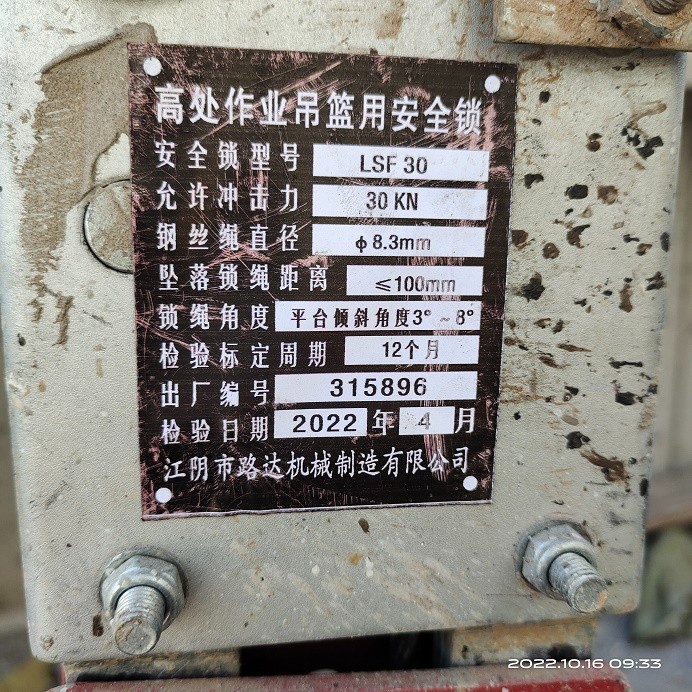 高处作业吊篮用安全锁
安全锁型号 LSF 30
允许冲击力 30 KN
钢丝绳直径 ϕ8.3mm
坠落锁绳距离 ≤100mm
锁绳角度 平台倾斜角度3°~8°
检验标定周期 12个月
出厂编号 315896
检验日期 2022 年 4 月
江阴市路达机械制造有限公司
2022.10.16 09:33